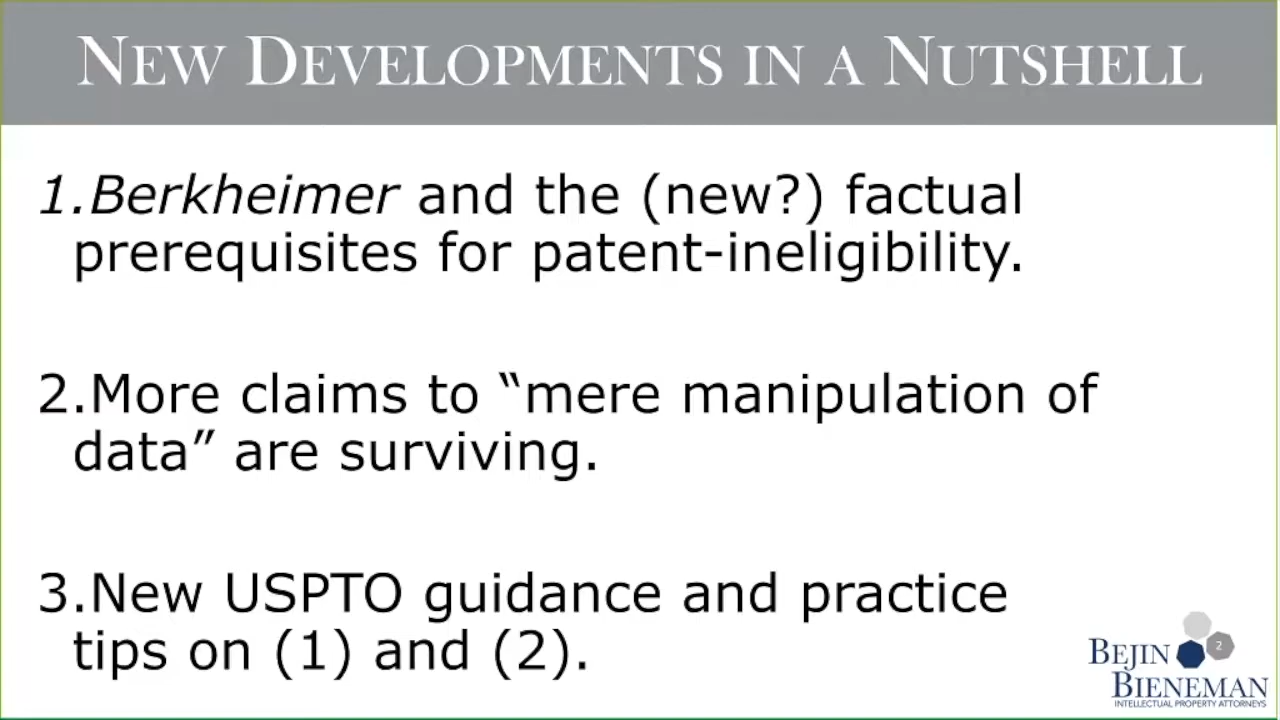 NEW DEVELOPMENTS IN A NUTSHELL
1.Berkheimer and the (new?) factual
prerequisites for patent-ineligibility.
2.More claims to “mere manipulation of
data” are surviving.
3.New USPTO guidance and practice
tips on (1) and (2).
2
BEJIN
BIENEMAN
INTELLECTUAL PROPERTY ATTORNEYS